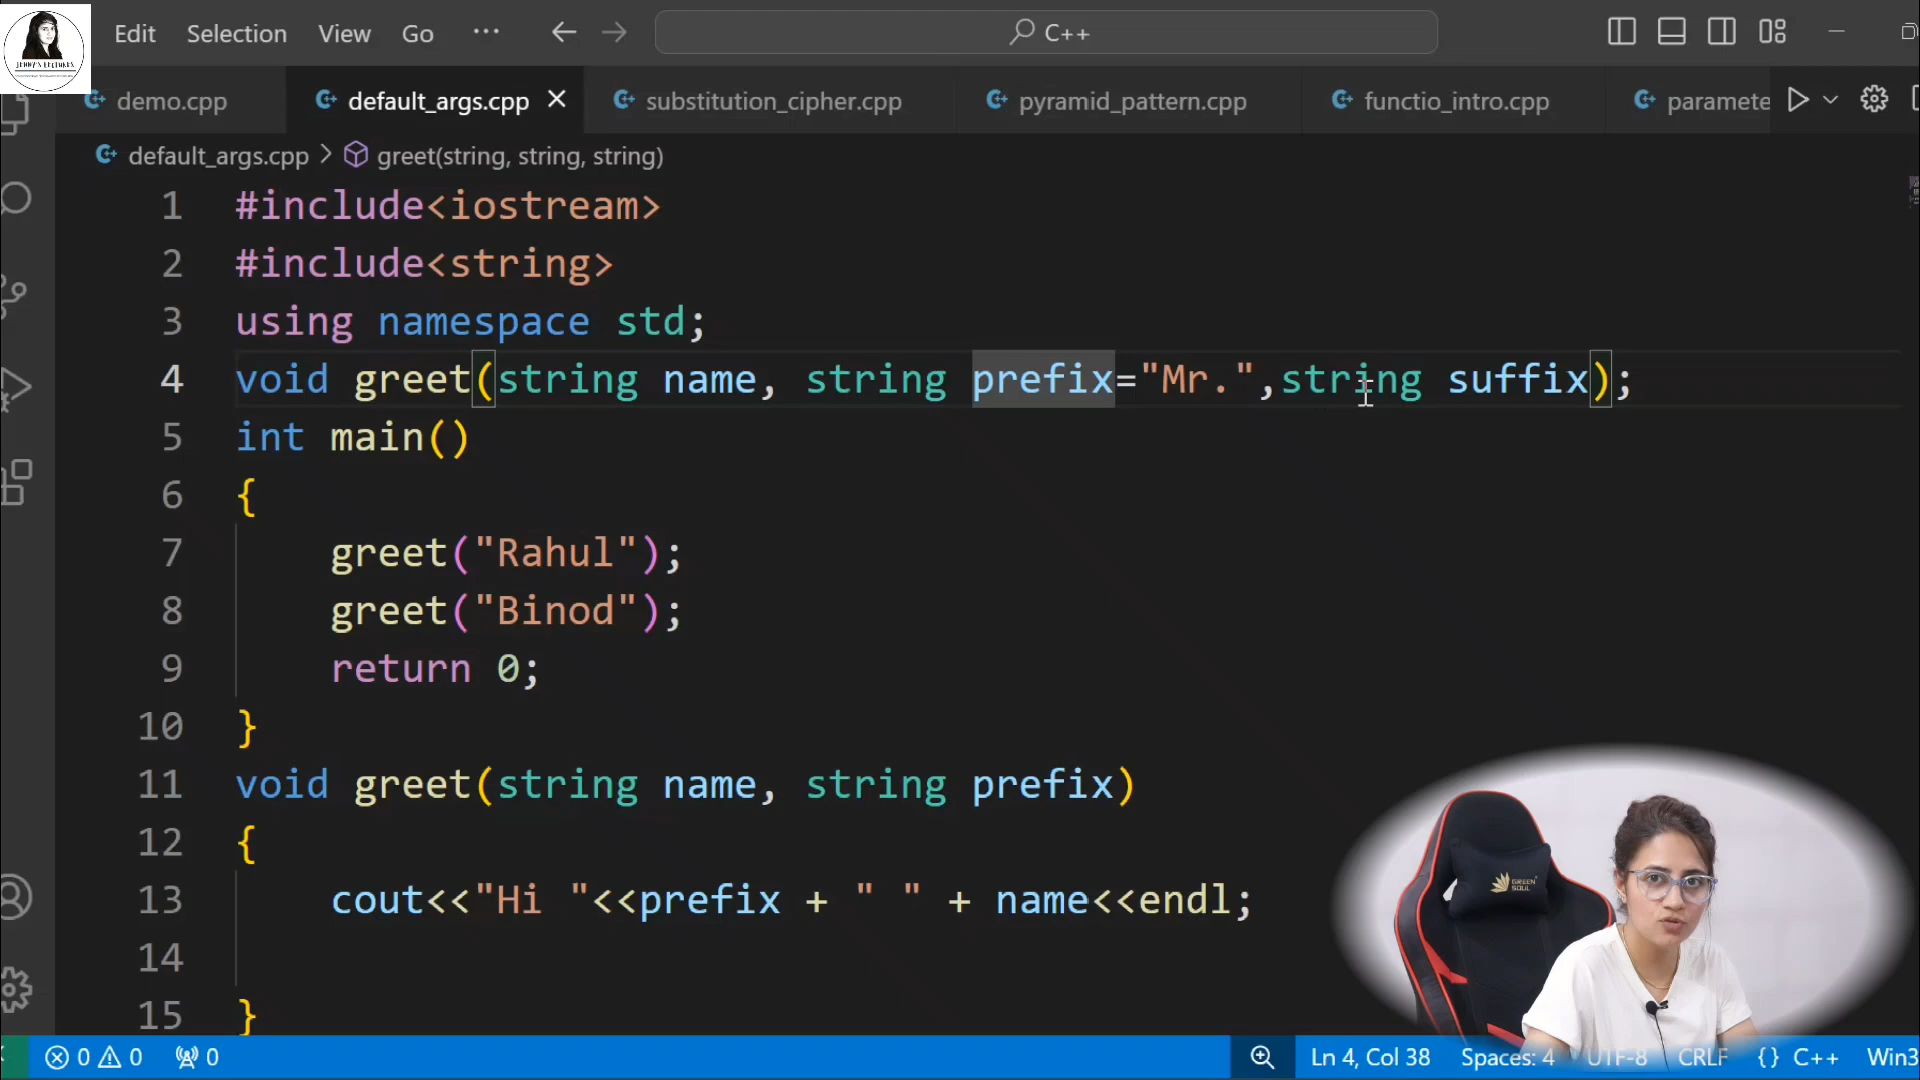 Edit Selection View Go ··· C++
JENNY'S LECTURES
demo.cpp default_args.cpp substitution_cipher.cpp pyramid_pattern.cpp functio_intro.cpp paramete
default_args.cpp > greet(string, string, string)
1 #include<iostream>
2 #include<string>
3 using namespace std;
4 void greet(string name, string prefix="Mr.",string suffix);
5 int main()
6 {
7 greet("Rahul");
8 greet("Binod");
9 return 0;
10 }
11 void greet(string name, string prefix)
12 {
13 cout<<"Hi "<<prefix + " " + name<<endl;
14
15 }
GREEN
SOUL
0 0 0 Ln 4, Col 38 Spaces: 4 UTF-8 CRLF {} C++ Win3